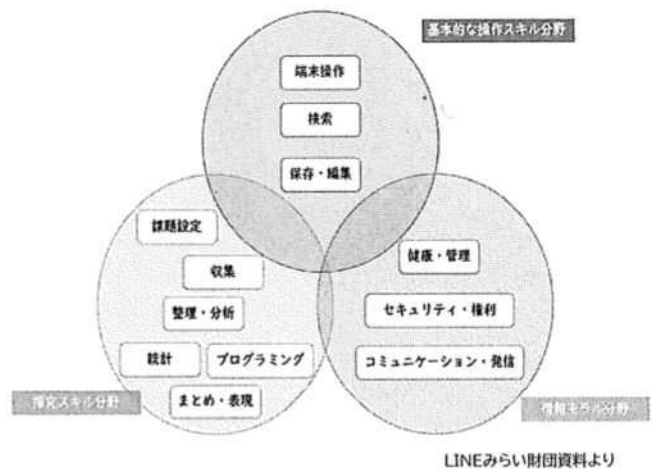 基本的な操作スキル分野
端末操作
検索
保存・編集
課題設定
収集
整理・分析
統計
プログラミング
まとめ・表現
探究スキル分野
健康・管理
セキュリティ・権利
コミュニケーション・発信
情報モラル分野
LINEみらい財団資料より